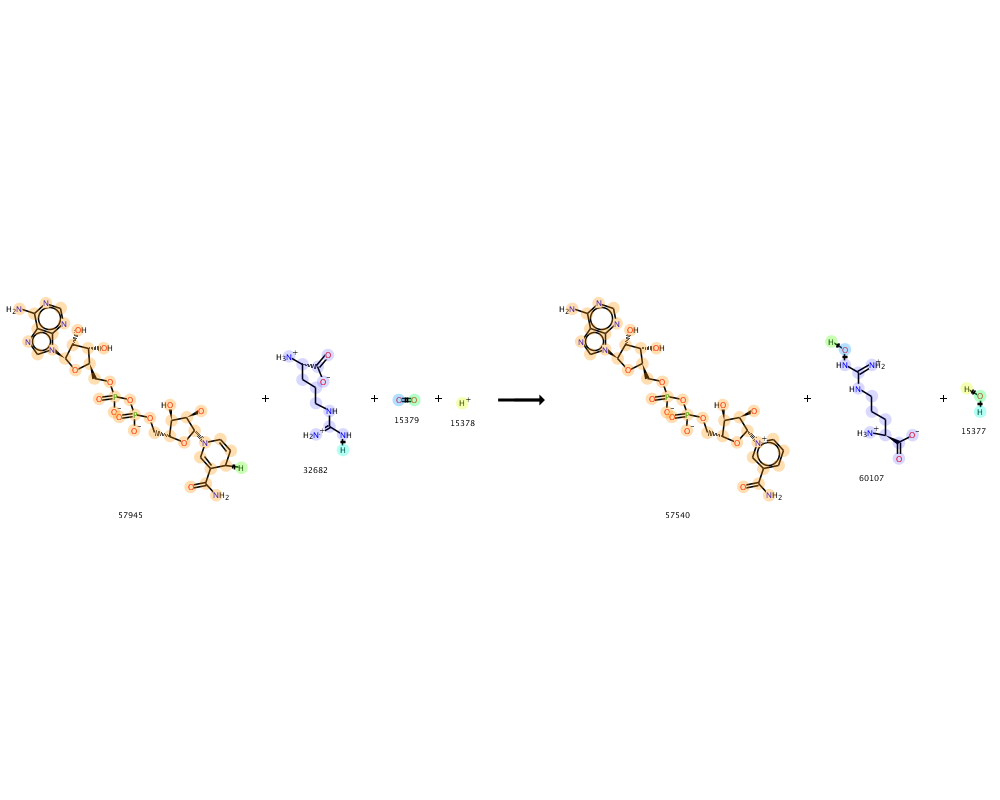 H₂N N N N N OH OH O O P O O⁻ O P O O⁻ O HO O O N H O NH₂
57945
+
H₃N⁺ O O⁻ NH H₂N⁺ NH H
32682
+
O O
15379
+
H⁺
15378
H₂N N N N N OH OH O O P O O⁻ O P O O⁻ O HO O O N⁺ O NH₂
57540
+
H O HN NH₂⁺ HN H₃N⁺ O⁻ O
60107
+
H O H
15377